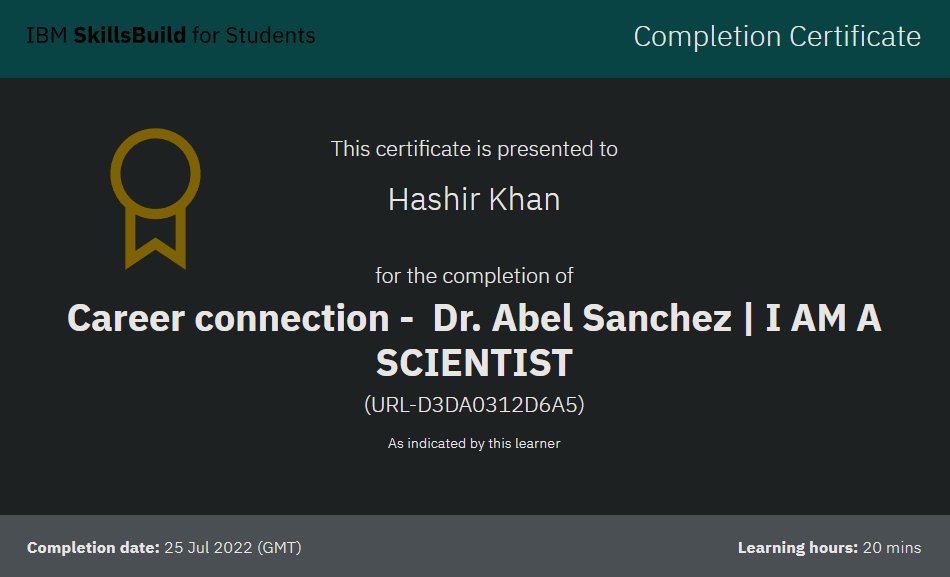 IBM SkillsBuild for Students
Completion Certificate
This certificate is presented to
Hashir Khan
for the completion of
Career connection -  Dr. Abel Sanchez | I AM A
SCIENTIST
(URL-D3DA0312D6A5)
As indicated by this learner
Completion date: 25 Jul 2022 (GMT)
Learning hours: 20 mins